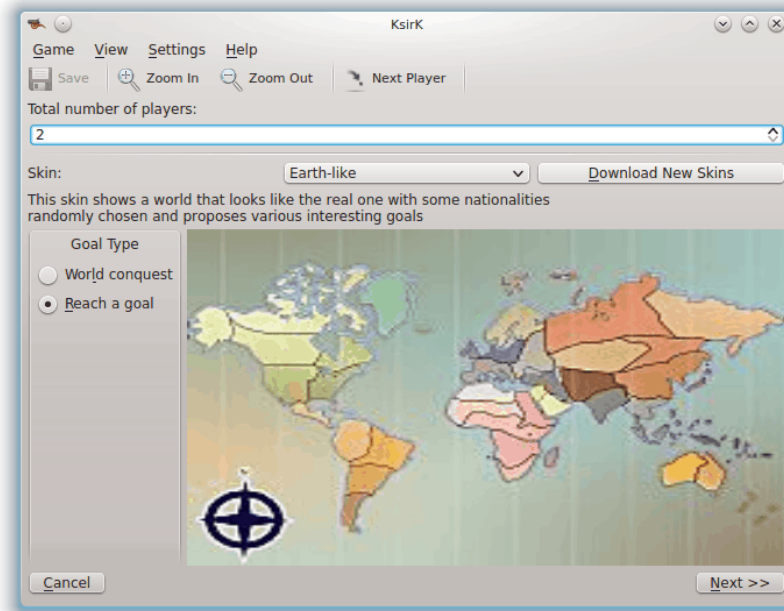 KsirK
Game View Settings Help
Save Zoom In Zoom Out Next Player
Total number of players:
2
Skin: Earth-like Download New Skins
This skin shows a world that looks like the real one with some nationalities
randomly chosen and proposes various interesting goals
Goal Type
World conquest
Reach a goal
Cancel Next >>